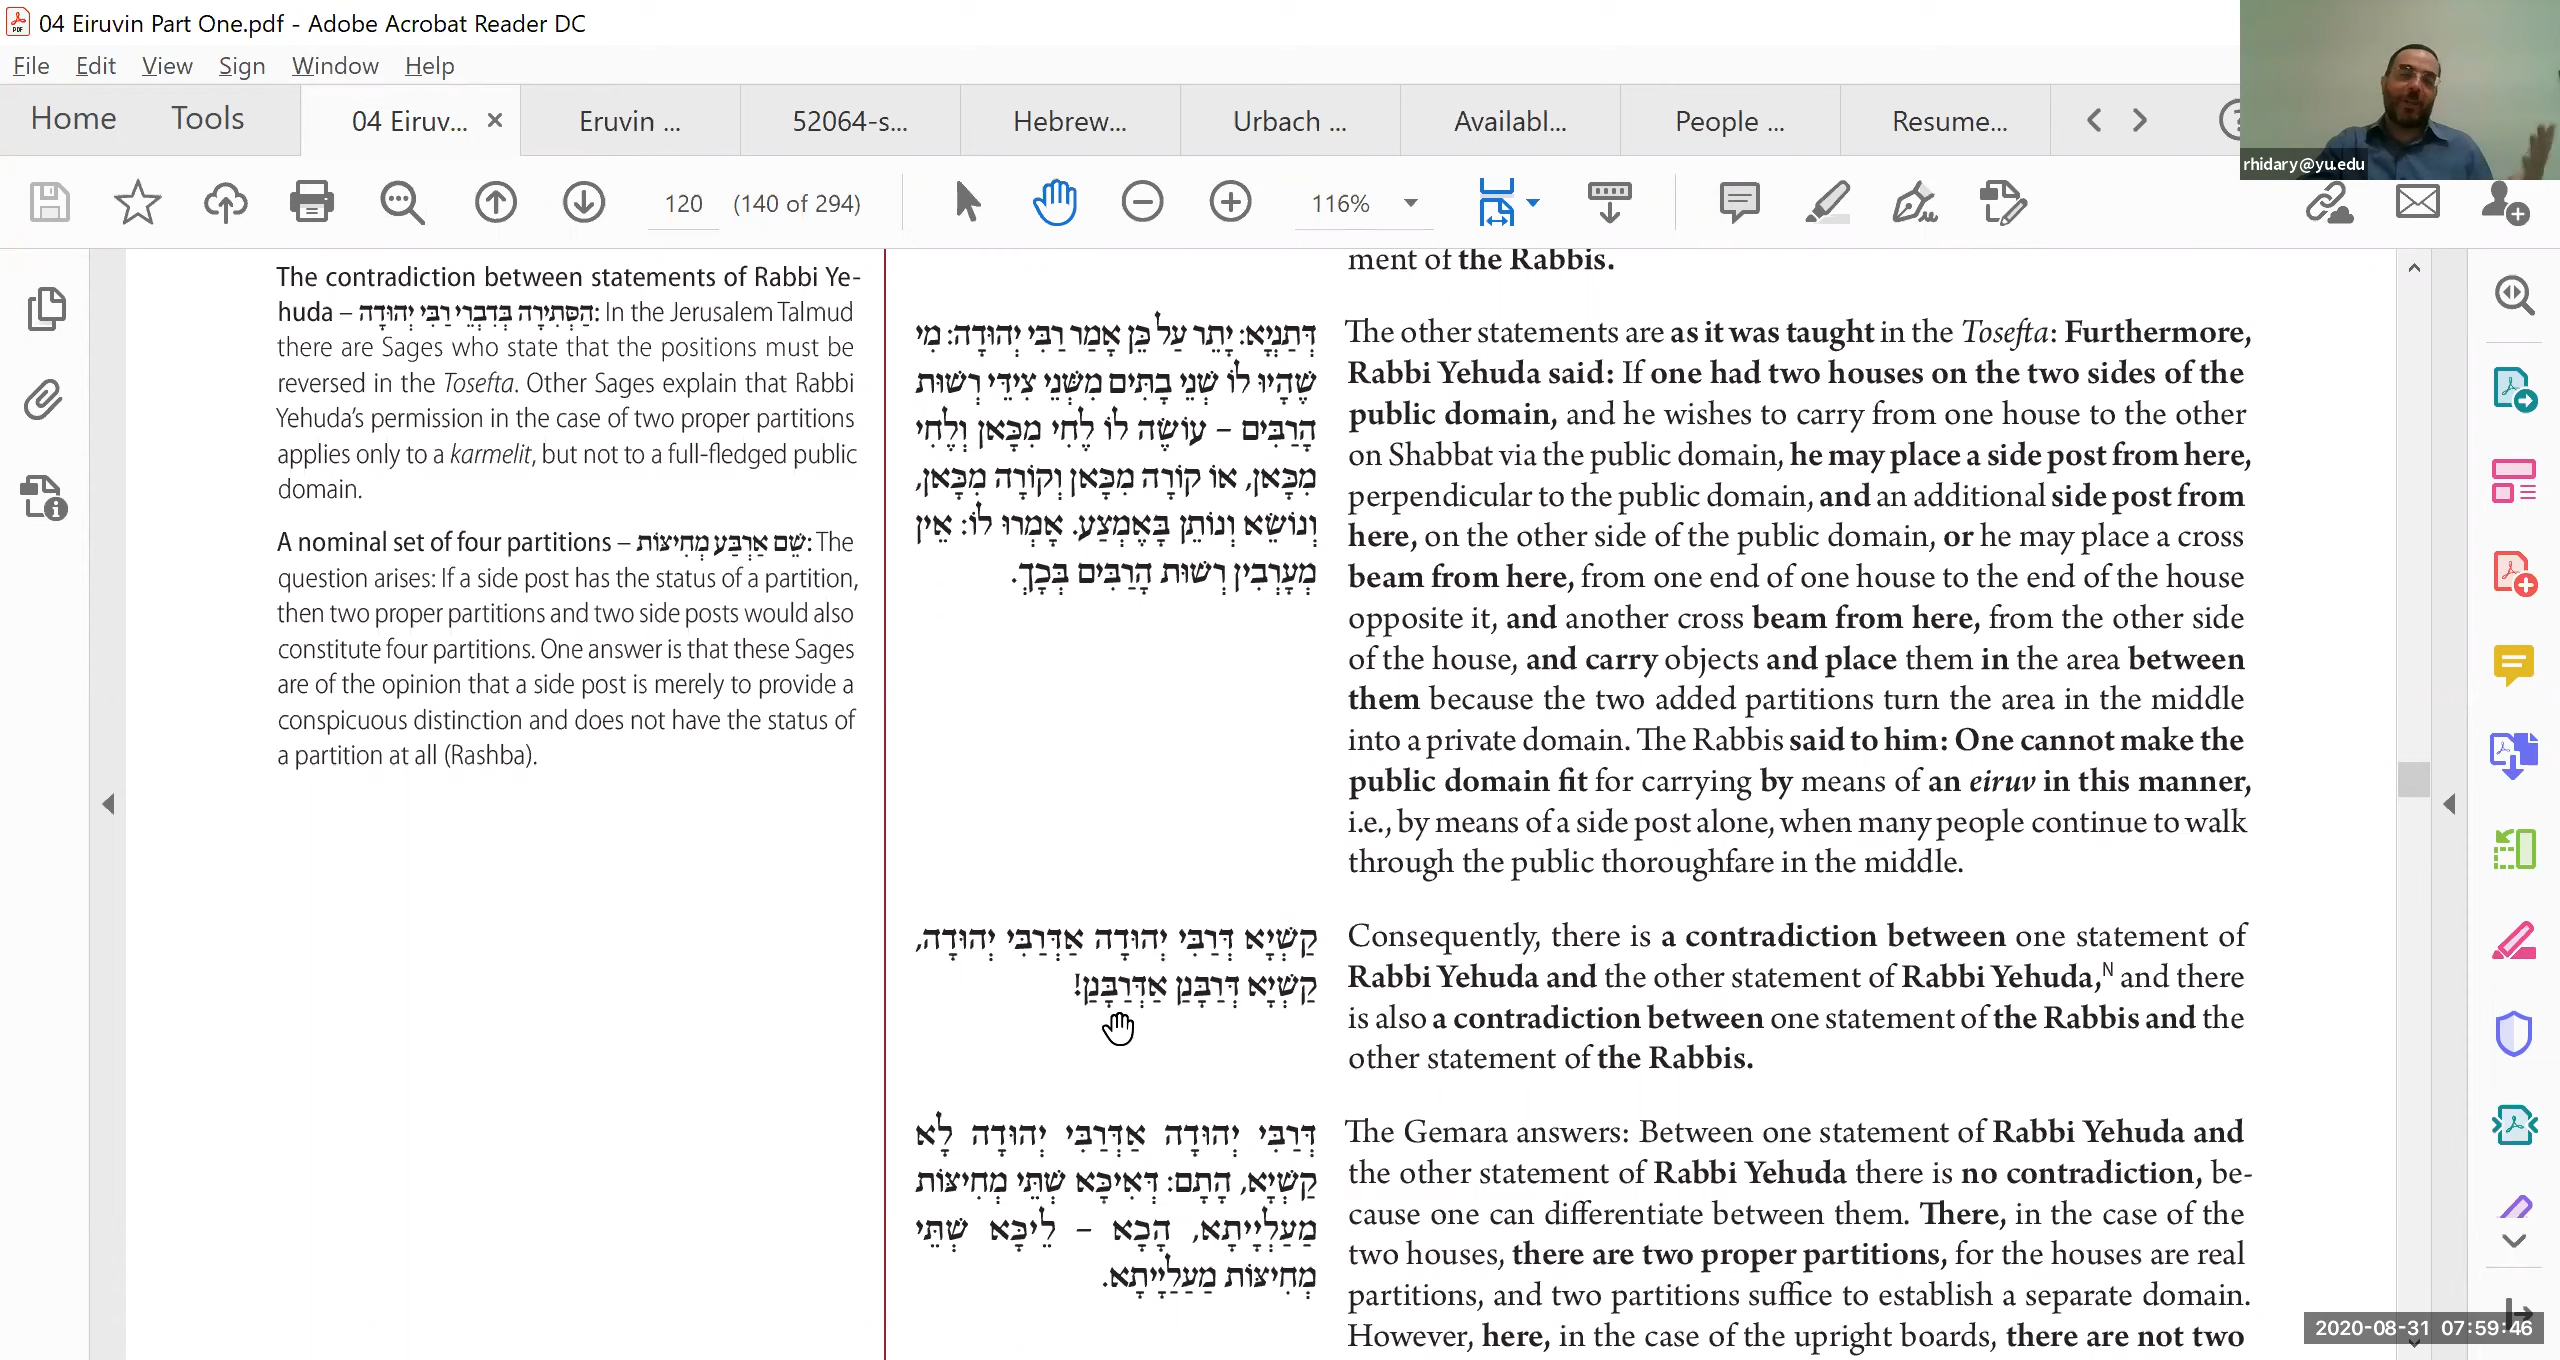 04 Eiruvin Part One.pdf - Adobe Acrobat Reader DC
File Edit View Sign Window Help
Home Tools 04 Eiruv... × Eruvin ... 52064-s... Hebrew... Urbach ... Availabl... People ... Resume...
rhidary@yu.edu
120 (140 of 294) 116%
The contradiction between statements of Rabbi Ye-
huda – הַסְּתִירָה בְּדִבְרֵי רַבִּי יְהוּדָה: In the Jerusalem Talmud
there are Sages who state that the positions must be
reversed in the Tosefta. Other Sages explain that Rabbi
Yehuda's permission in the case of two proper partitions
applies only to a karmelit, but not to a full-fledged public
domain.
A nominal set of four partitions – שֵׁם אַרְבַּע מְחִיצוֹת: The
question arises: If a side post has the status of a partition,
then two proper partitions and two side posts would also
constitute four partitions. One answer is that these Sages
are of the opinion that a side post is merely to provide a
conspicuous distinction and does not have the status of
a partition at all (Rashba).
דְּתַנְיָא: יָתֵר עַל כֵּן אָמַר רַבִּי יְהוּדָה: מִי
שֶׁהָיוּ לוֹ שְׁנֵי בָתִּים מִשְּׁנֵי צִידֵּי רְשׁוּת
הָרַבִּים – עוֹשֶׂה לוֹ לֶחִי מִכָּאן וְלֶחִי
מִכָּאן, אוֹ קוֹרָה מִכָּאן וְקוֹרָה מִכָּאן,
וְנוֹשֵׂא וְנוֹתֵן בָּאֶמְצַע. אָמְרוּ לוֹ: אֵין
מְעָרְבִין רְשׁוּת הָרַבִּים בְּכָךְ.
קַשְׁיָא דְּרַבִּי יְהוּדָה אַדְּרַבִּי יְהוּדָה,
קַשְׁיָא דְּרַבָּנַן אַדְּרַבָּנַן!
דְּרַבִּי יְהוּדָה אַדְּרַבִּי יְהוּדָה לָא
קַשְׁיָא, הָתָם: דְּאִיכָּא שְׁתֵּי מְחִיצוֹת
מַעַלְיָיתָא, הָכָא – לֵיכָּא שְׁתֵּי
מְחִיצוֹת מַעַלַיְיתָא.
ment of the Rabbis.
The other statements are as it was taught in the Tosefta: Furthermore,
Rabbi Yehuda said: If one had two houses on the two sides of the
public domain, and he wishes to carry from one house to the other
on Shabbat via the public domain, he may place a side post from here,
perpendicular to the public domain, and an additional side post from
here, on the other side of the public domain, or he may place a cross
beam from here, from one end of one house to the end of the house
opposite it, and another cross beam from here, from the other side
of the house, and carry objects and place them in the area between
them because the two added partitions turn the area in the middle
into a private domain. The Rabbis said to him: One cannot make the
public domain fit for carrying by means of an eiruv in this manner,
i.e., by means of a side post alone, when many people continue to walk
through the public thoroughfare in the middle.
Consequently, there is a contradiction between one statement of
Rabbi Yehuda and the other statement of Rabbi Yehuda,N and there
is also a contradiction between one statement of the Rabbis and the
other statement of the Rabbis.
The Gemara answers: Between one statement of Rabbi Yehuda and
the other statement of Rabbi Yehuda there is no contradiction, be-
cause one can differentiate between them. There, in the case of the
two houses, there are two proper partitions, for the houses are real
partitions, and two partitions suffice to establish a separate domain.
However, here, in the case of the upright boards, there are not two
2020-08-31 07:59:46